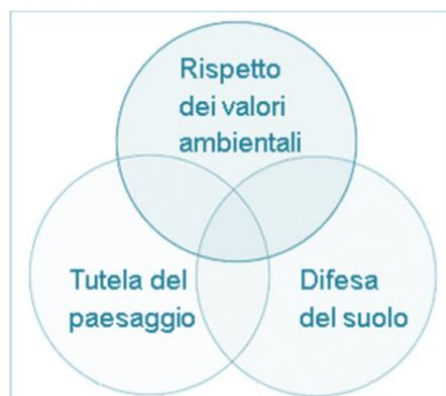 Rispetto
dei valori
ambientali
Tutela del
paesaggio
Difesa
del suolo